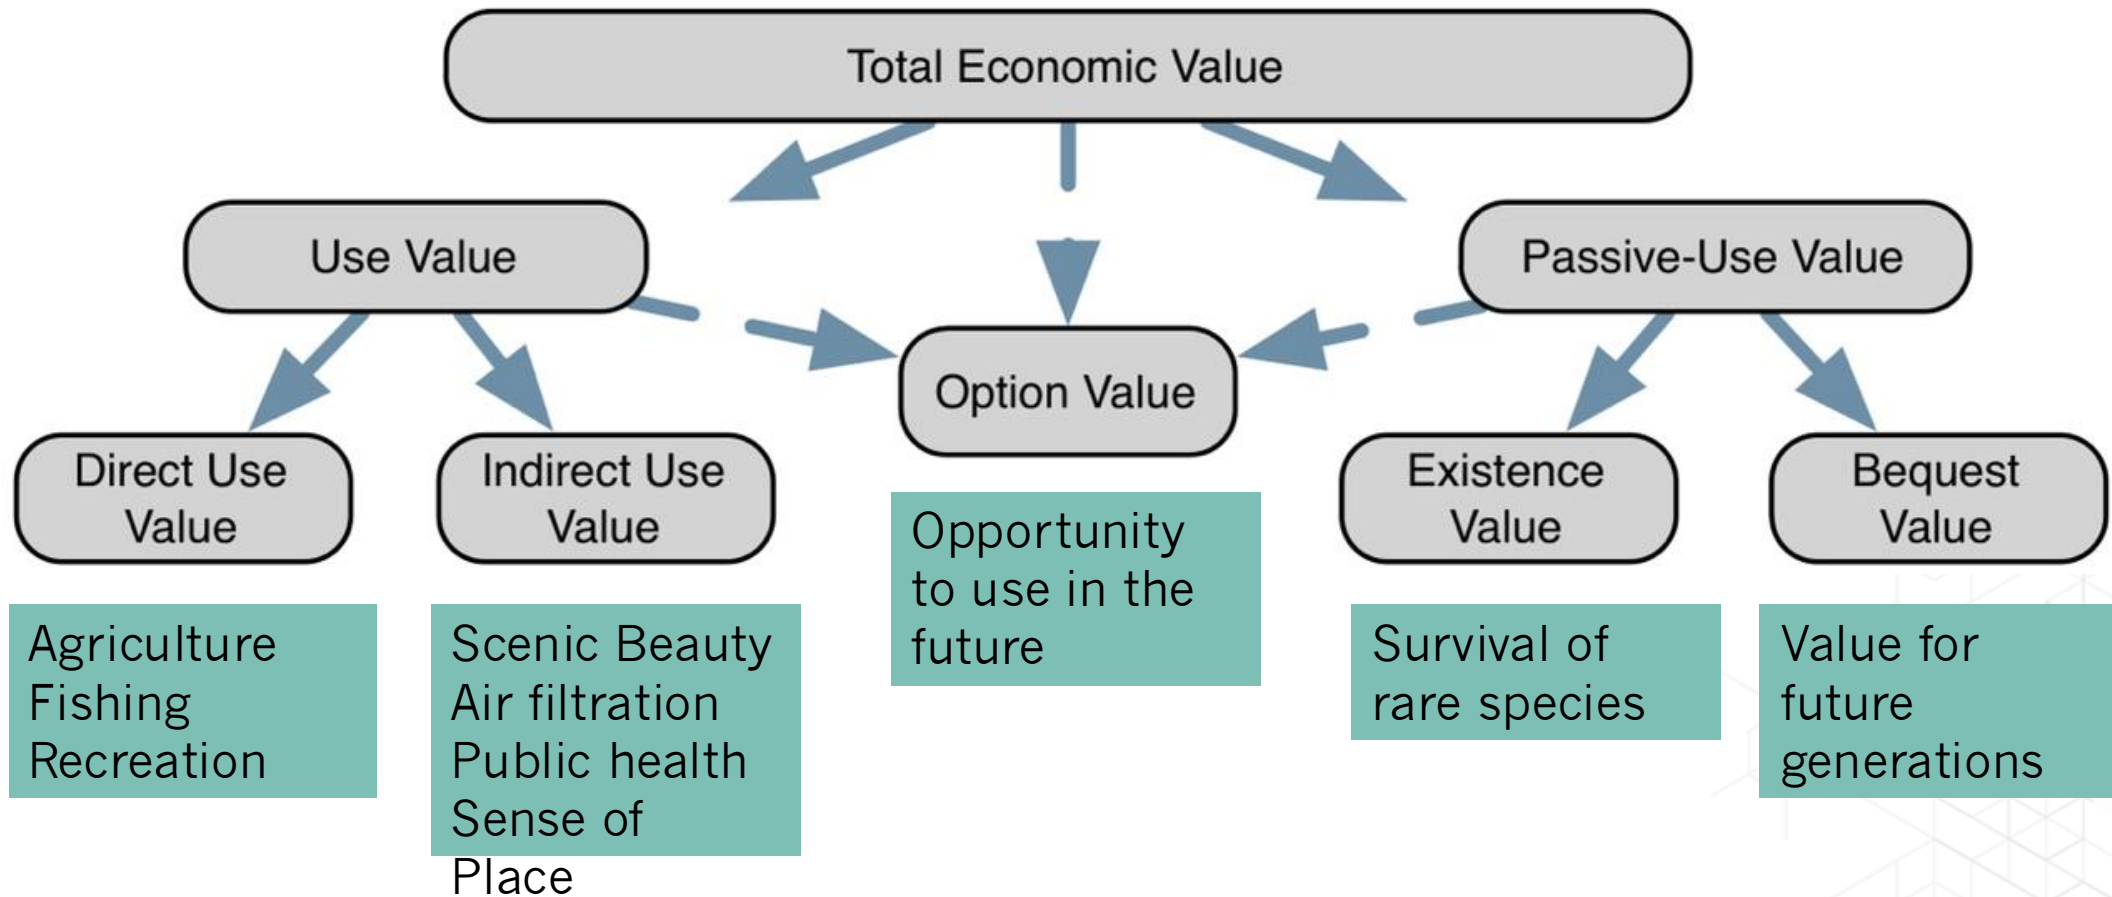 Total Economic Value
Use Value
Passive-Use Value
Option Value
Direct Use
Value
Indirect Use
Value
Existence
Value
Bequest
Value
Opportunity
to use in the
future
Agriculture
Fishing
Recreation
Scenic Beauty
Air filtration
Public health
Sense of
Place
Survival of
rare species
Value for
future
generations